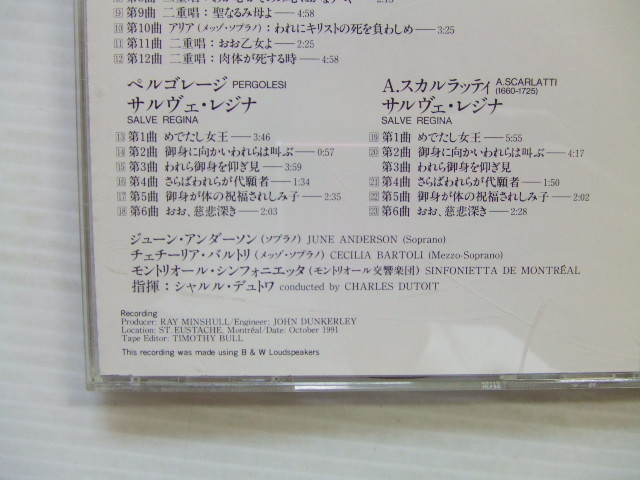 ⑨ 第9曲 二重唱：聖なるみ母よ──4:58
⑩ 第10曲 アリア（メッゾ・ソプラノ）：われにキリストの死を負わしめ──3:25
⑪ 第11曲 二重唱：おお乙女よ──2:25
⑫ 第12曲 二重唱：肉体が死する時──4:58
ペルゴレージ PERGOLESI
サルヴェ・レジナ
SALVE REGINA
⑬ 第1曲 めでたし女王──3:46
⑭ 第2曲 御身に向かいわれらは叫ぶ──0:57
⑮ 第3曲 われら御身を仰ぎ見──3:59
⑯ 第4曲 さらばわれらが代願者──1:34
⑰ 第5曲 御身が体の祝福されしみ子──2:35
⑱ 第6曲 おお、慈悲深き──2:03
A.スカルラッティ A.SCARLATTI (1660-1725)
サルヴェ・レジナ
SALVE REGINA
⑲ 第1曲 めでたし女王──5:55
⑳ 第2曲 御身に向かいわれらは叫ぶ──4:17
第3曲 われら御身を仰ぎ見
㉑ 第4曲 さらばわれらが代願者──1:50
㉒ 第5曲 御身が体の祝福されしみ子──2:02
㉓ 第6曲 おお、慈悲深き──2:28
ジューン・アンダーソン（ソプラノ）JUNE ANDERSON (Soprano)
チェチーリア・バルトリ（メッゾ・ソプラノ）CECILIA BARTOLI (Mezzo-Soprano)
モントリオール・シンフォニエッタ（モントリオール交響楽団）SINFONIETTA DE MONTRÉAL
指揮：シャルル・デュトワ conducted by CHARLES DUTOIT
Recording
Producer: RAY MINSHULL/Engineer: JOHN DUNKERLEY
Location: ST. EUSTACHE, Montréal/Date: October 1991
Tape Editor: TIMOTHY BULL
This recording was made using B & W Loudspeakers